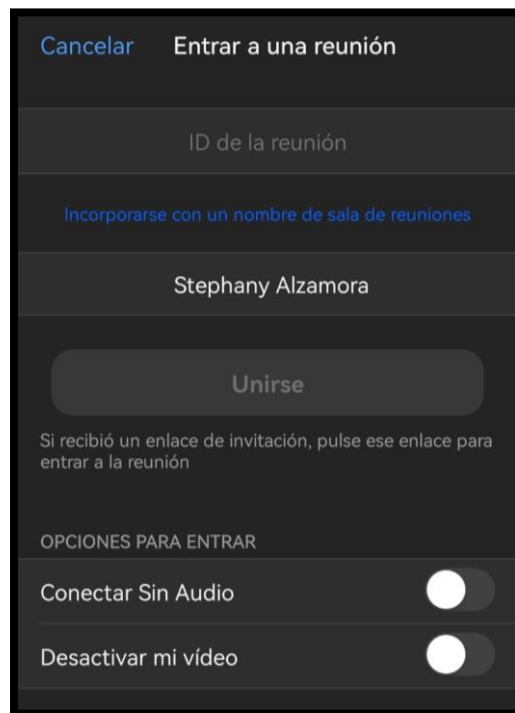 Cancelar Entrar a una reunión
ID de la reunión
Incorporarse con un nombre de sala de reuniones
Stephany Alzamora
Unirse
Si recibió un enlace de invitación, pulse ese enlace para
entrar a la reunión
OPCIONES PARA ENTRAR
Conectar Sin Audio
Desactivar mi vídeo